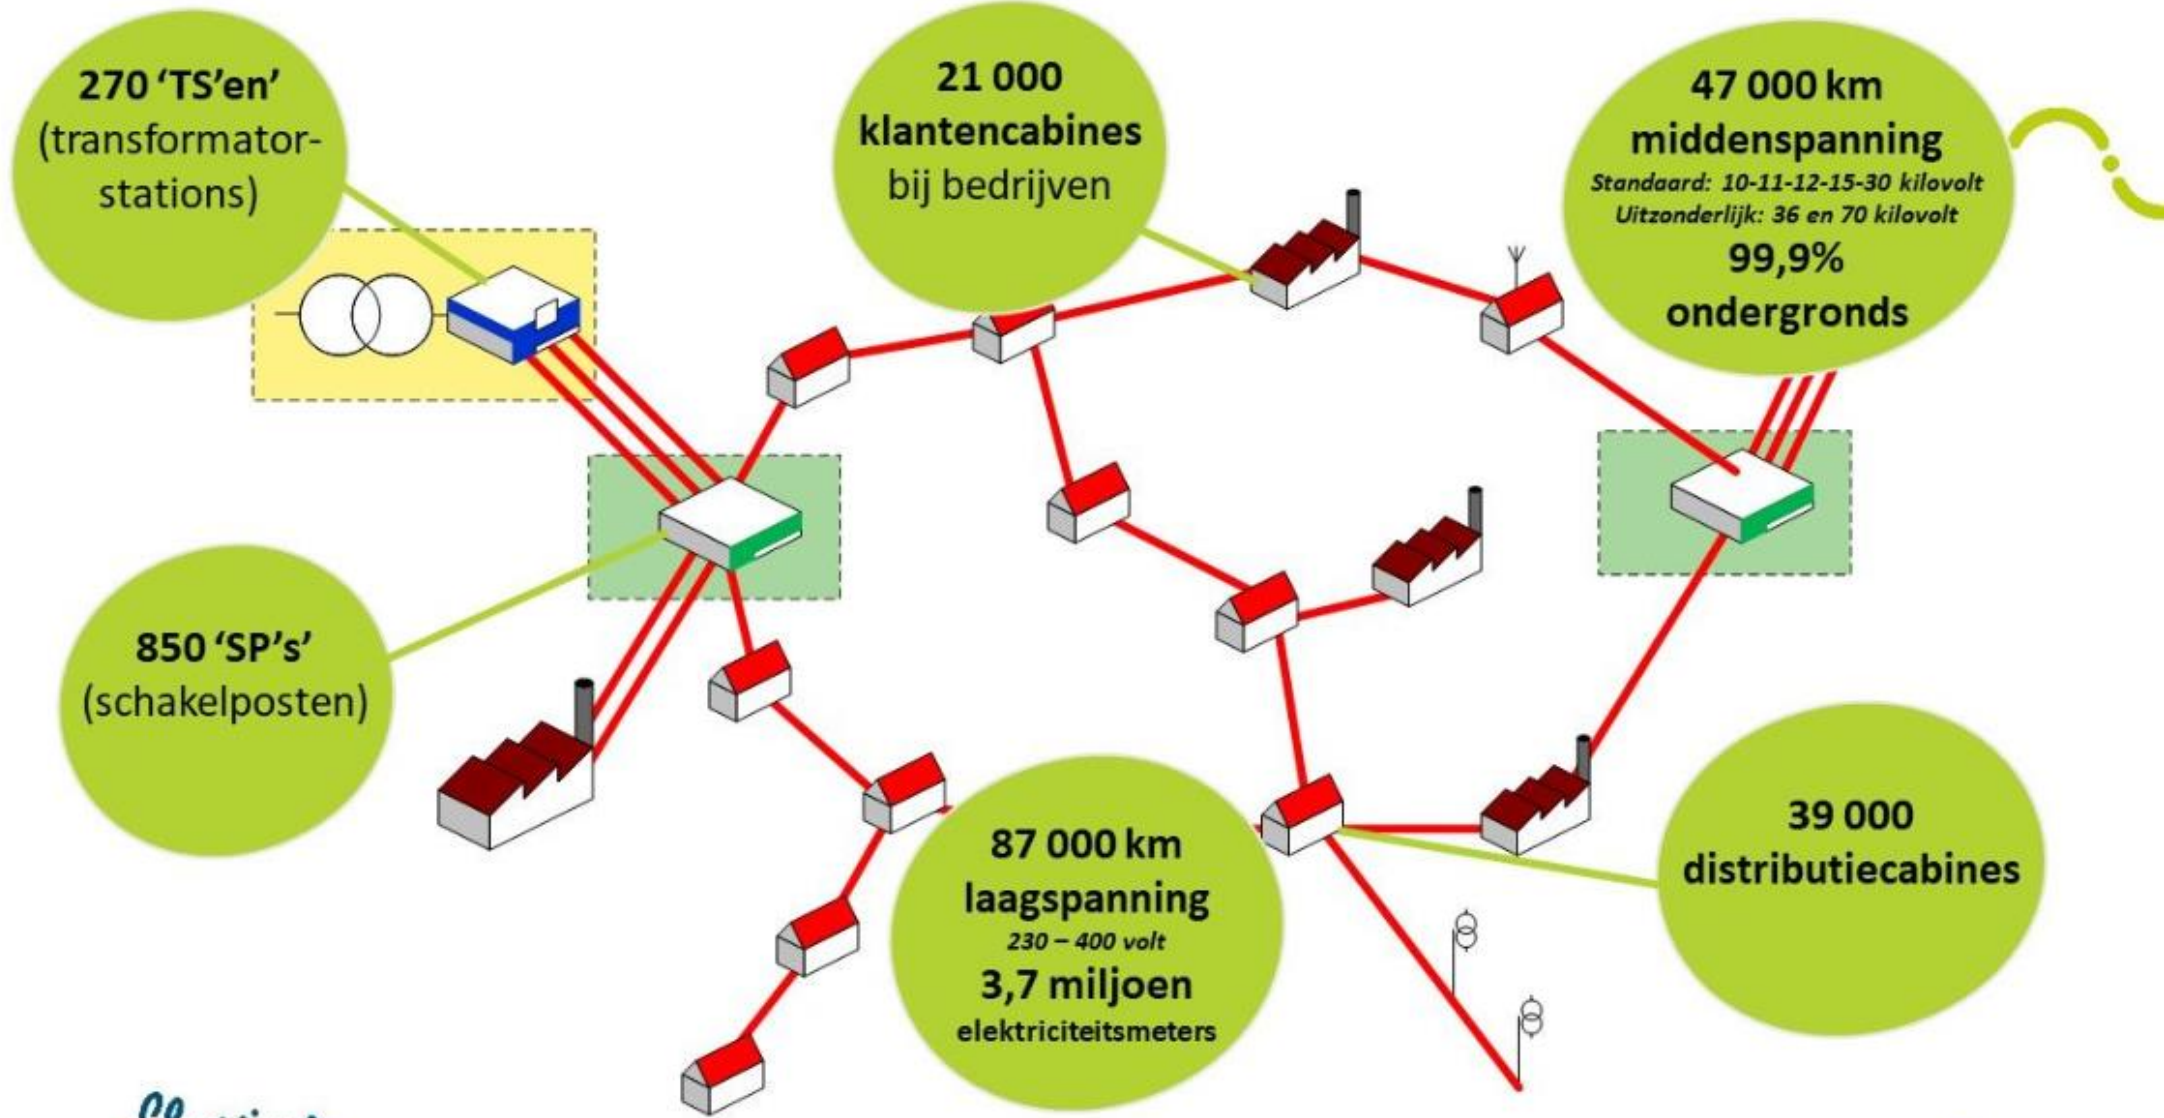 270 ‘TS’en’
(transformator-
stations)
21 000
klantencabines
bij bedrijven
47 000 km
middenspanning
Standaard: 10-11-12-15-30 kilovolt
Uitzonderlijk: 36 en 70 kilovolt
99,9%
ondergronds
850 ‘SP’s’
(schakelposten)
87 000 km
laagspanning
230 – 400 volt
3,7 miljoen
elektriciteitsmeters
39 000
distributiecabines